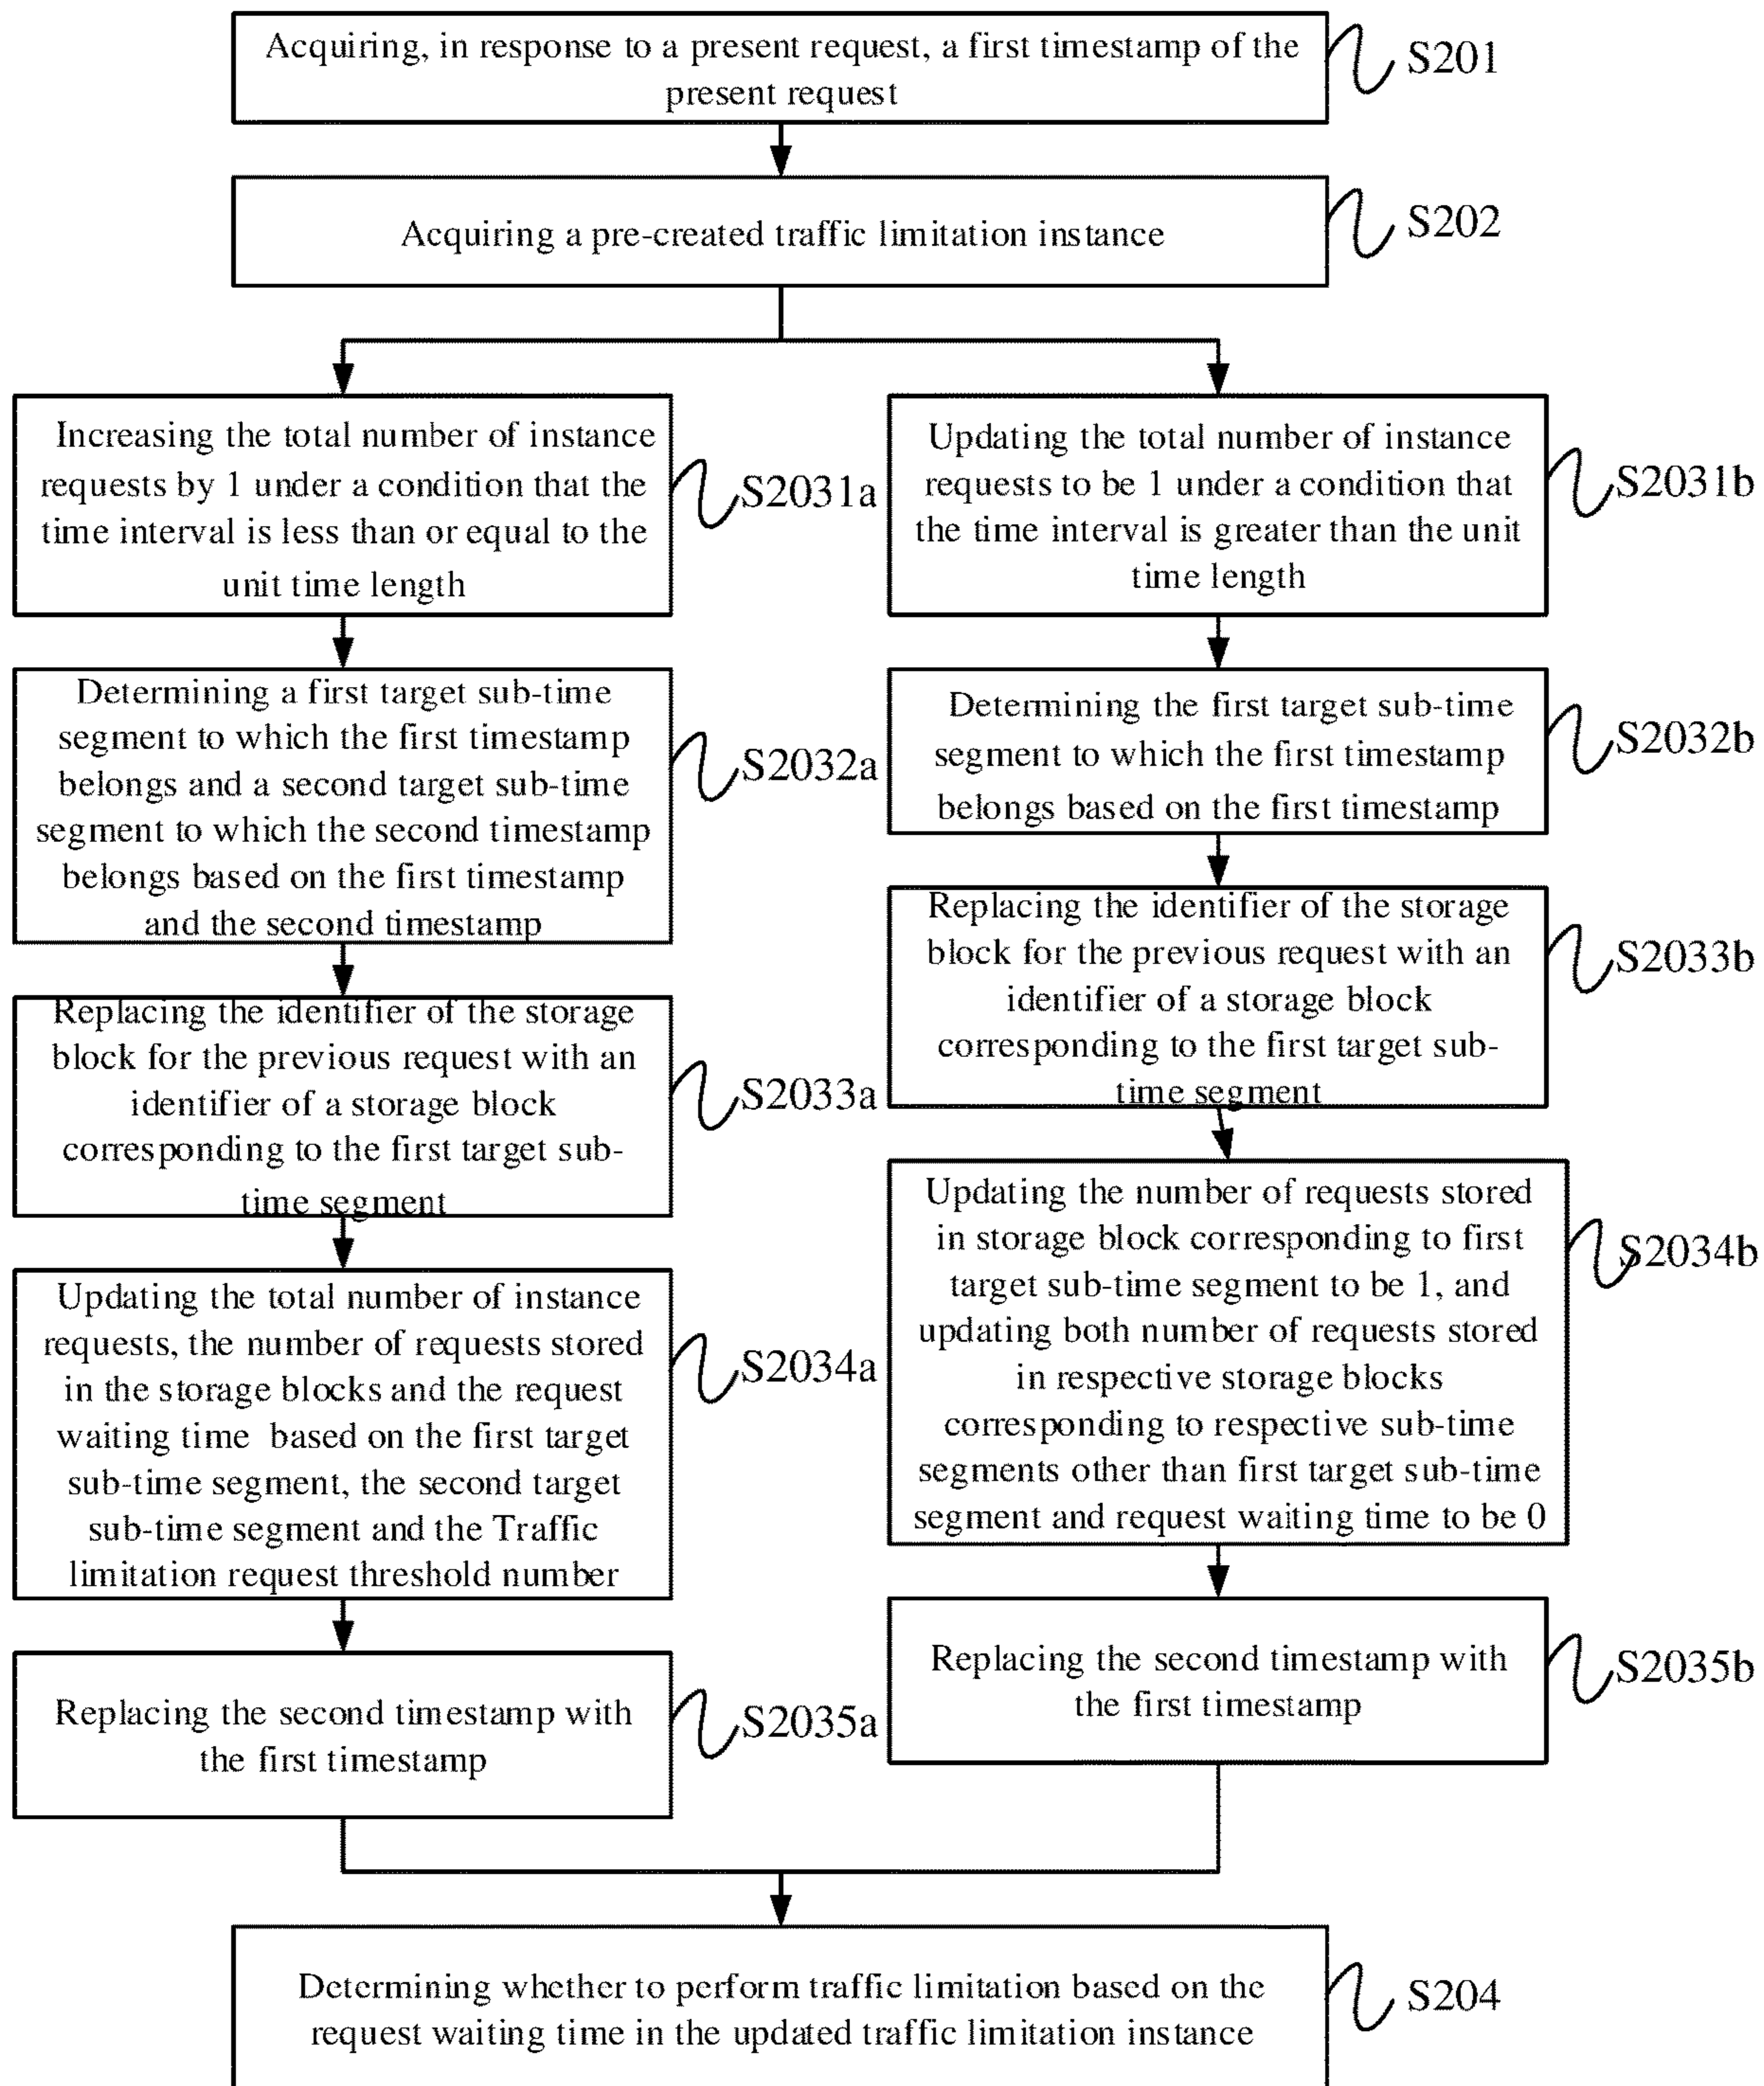 Acquiring, in response to a present request, a first timestamp of the
present request
S201
Acquiring a pre-created traffic limitation instance
S202
Increasing the total number of instance
requests by 1 under a condition that the
time interval is less than or equal to the
unit time length
S2031a
Determining a first target sub-time
segment to which the first timestamp
belongs and a second target sub-time
segment to which the second timestamp
belongs based on the first timestamp
and the second timestamp
S2032a
Replacing the identifier of the storage
block for the previous request with an
identifier of a storage block
corresponding to the first target sub-
time segment
S2033a
Updating the total number of instance
requests, the number of requests stored
in the storage blocks and the request
waiting time based on the first target
sub-time segment, the second target
sub-time segment and the Traffic
limitation request threshold number
S2034a
Replacing the second timestamp with
the first timestamp
S2035a
Updating the total number of instance
requests to be 1 under a condition that
the time interval is greater than the unit
time length
S2031b
Determining the first target sub-time
segment to which the first timestamp
belongs based on the first timestamp
S2032b
Replacing the identifier of the storage
block for the previous request with an
identifier of a storage block
corresponding to the first target sub-
time segment
S2033b
Updating the number of requests stored
in storage block corresponding to first
target sub-time segment to be 1, and
updating both number of requests stored
in respective storage blocks
corresponding to respective sub-time
segments other than first target sub-time
segment and request waiting time to be 0
S2034b
Replacing the second timestamp with
the first timestamp
S2035b
Determining whether to perform traffic limitation based on the
request waiting time in the updated traffic limitation instance
S204